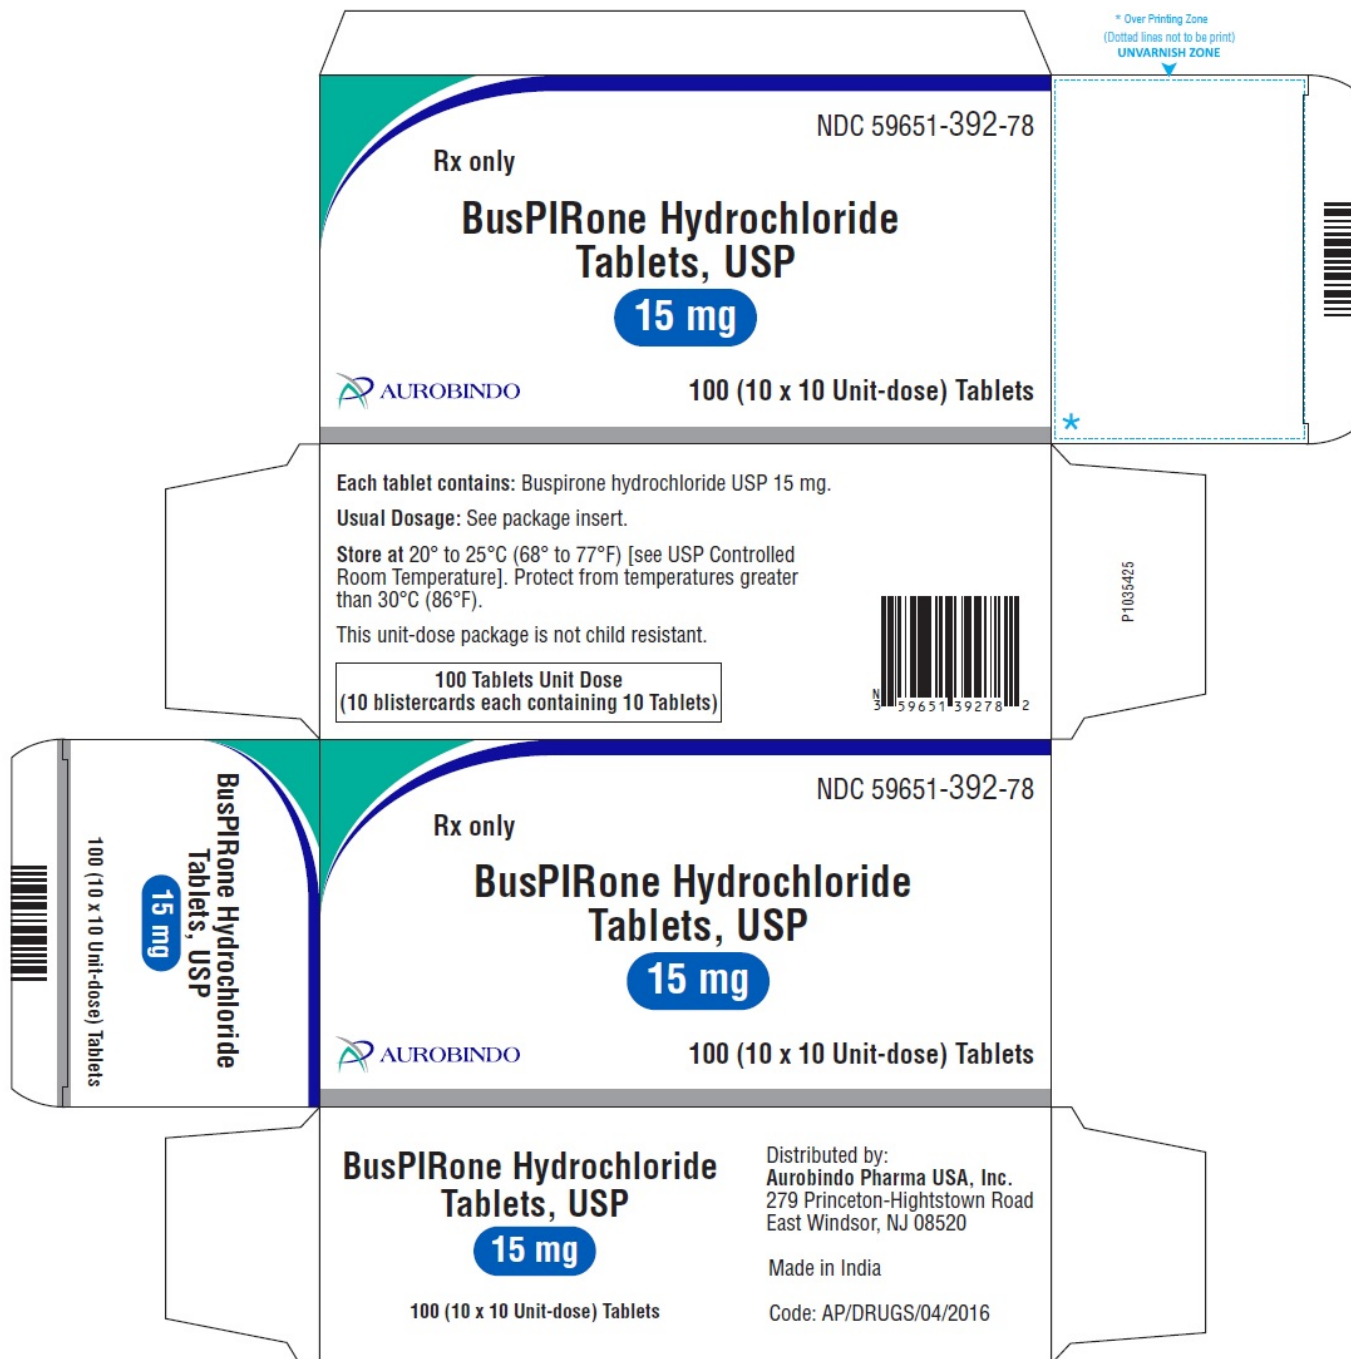 * Over Printing Zone
(Dotted lines not to be print)
UNVARNISH ZONE
NDC 59651-392-78
Rx only
BusPIRone Hydrochloride
Tablets, USP
15 mg
AUROBINDO
100 (10 x 10 Unit-dose) Tablets
*
Each tablet contains: Buspirone hydrochloride USP 15 mg.
Usual Dosage: See package insert.
Store at 20° to 25°C (68° to 77°F) [see USP Controlled
Room Temperature]. Protect from temperatures greater
than 30°C (86°F).
This unit-dose package is not child resistant.
100 Tablets Unit Dose
(10 blistercards each containing 10 Tablets)
N
3 59651 39278 2
P1035425
BusPIRone Hydrochloride
Tablets, USP
15 mg
100 (10 x 10 Unit-dose) Tablets
NDC 59651-392-78
Rx only
BusPIRone Hydrochloride
Tablets, USP
15 mg
AUROBINDO
100 (10 x 10 Unit-dose) Tablets
BusPIRone Hydrochloride
Tablets, USP
15 mg
100 (10 x 10 Unit-dose) Tablets
Distributed by:
Aurobindo Pharma USA, Inc.
279 Princeton-Hightstown Road
East Windsor, NJ 08520
Made in India
Code: AP/DRUGS/04/2016